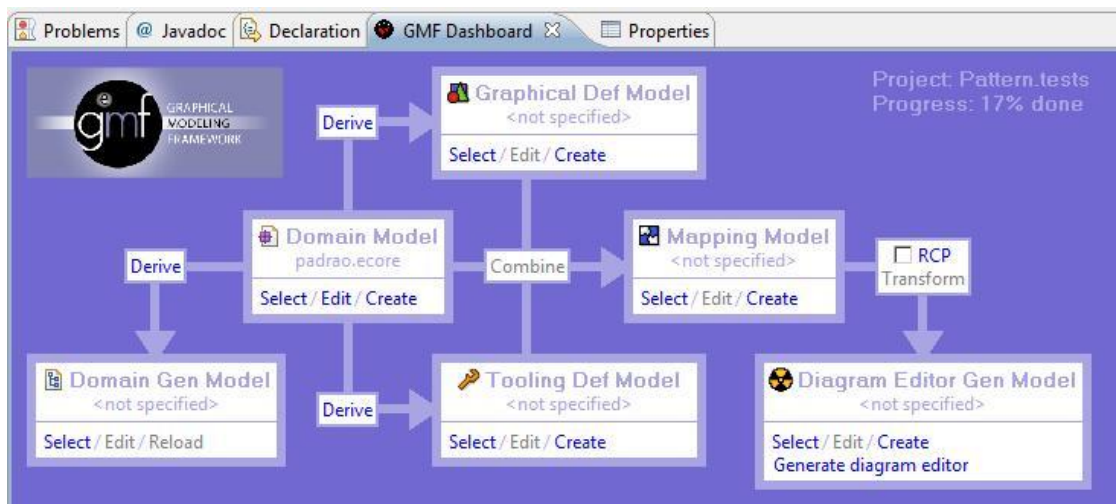 Problems @ Javadoc Declaration GMF Dashboard Properties
e
gmf
GRAPHICAL
MODELING
FRAMEWORK
Project: Pattern.tests
Progress: 17% done
Derive
Graphical Def Model
<not specified>
Select / Edit / Create
Derive
Domain Model
padrao.ecore
Select / Edit / Create
Combine
Mapping Model
<not specified>
Select / Edit / Create
RCP
Transform
Domain Gen Model
<not specified>
Select / Edit / Reload
Derive
Tooling Def Model
<not specified>
Select / Edit / Create
Diagram Editor Gen Model
<not specified>
Select / Edit / Create
Generate diagram editor